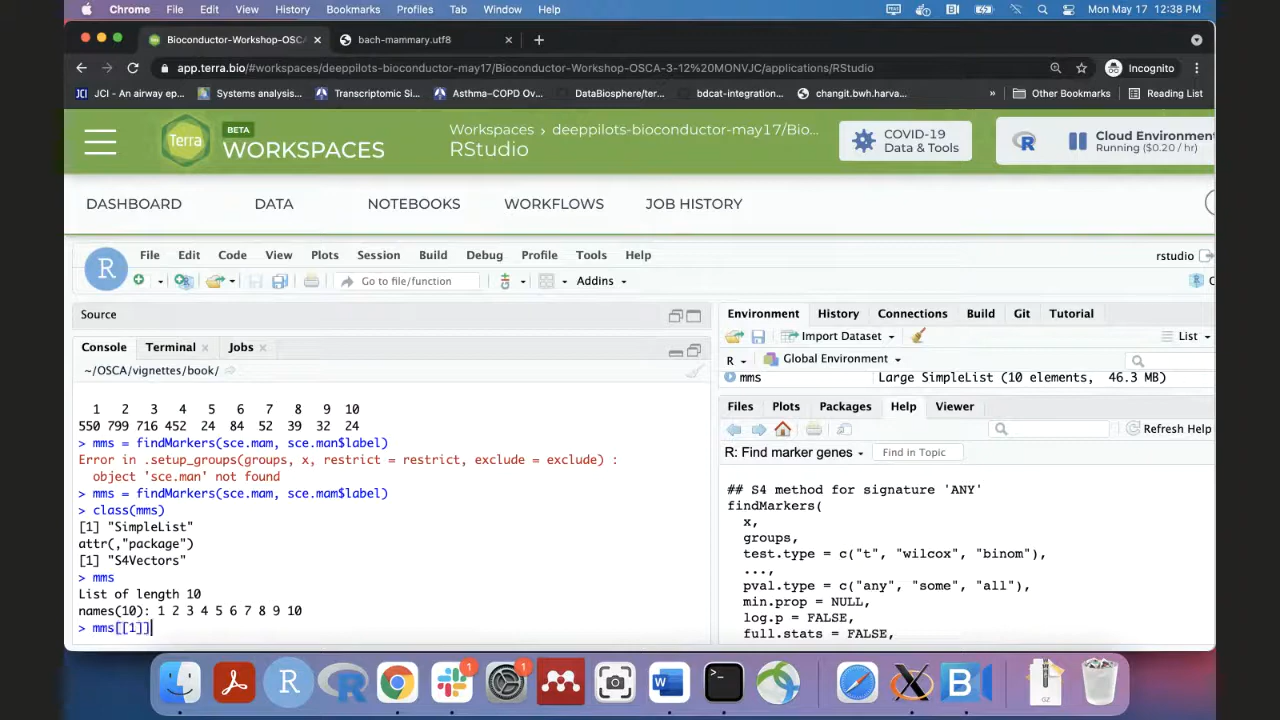 Chrome File Edit View History Bookmarks Profiles Tab Window Help Mon May 17 12:38 PM
Bioconductor-Workshop-OSCA bach-mammary.utf8
app.terra.bio/#workspaces/deeppilots-bioconductor-may17/Bioconductor-Workshop-OSCA-3-12%20MONVJC/applications/RStudio Incognito
JCI - An airway ep... Systems analysis... Transcriptomic Si... Asthma–COPD Ov... DataBiosphere/ter... bdcat-integration... changit.bwh.harva... » Other Bookmarks Reading List
Terra BETA WORKSPACES
Workspaces › deeppilots-bioconductor-may17/Bio...
RStudio
COVID-19
Data & Tools
Cloud Environment
Running ($0.20 / hr)
DASHBOARD DATA NOTEBOOKS WORKFLOWS JOB HISTORY
R File Edit Code View Plots Session Build Debug Profile Tools Help rstudio
Go to file/function Addins
Source
Console Terminal Jobs
~/OSCA/vignettes/book/
1 2 3 4 5 6 7 8 9 10
550 799 716 452 24 84 52 39 32 24
> mms = findMarkers(sce.mam, sce.man$label)
Error in .setup_groups(groups, x, restrict = restrict, exclude = exclude) :
object 'sce.man' not found
> mms = findMarkers(sce.mam, sce.mam$label)
> class(mms)
[1] "SimpleList"
attr(,"package")
[1] "S4Vectors"
> mms
List of length 10
names(10): 1 2 3 4 5 6 7 8 9 10
> mms[[1]]
Environment History Connections Build Git Tutorial
Import Dataset List
R Global Environment
mms Large SimpleList (10 elements, 46.3 MB)
Files Plots Packages Help Viewer
Refresh Help
R: Find marker genes Find in Topic
## S4 method for signature 'ANY'
findMarkers(
x,
groups,
test.type = c("t", "wilcox", "binom"),
...,
pval.type = c("any", "some", "all"),
min.prop = NULL,
log.p = FALSE,
full.stats = FALSE,